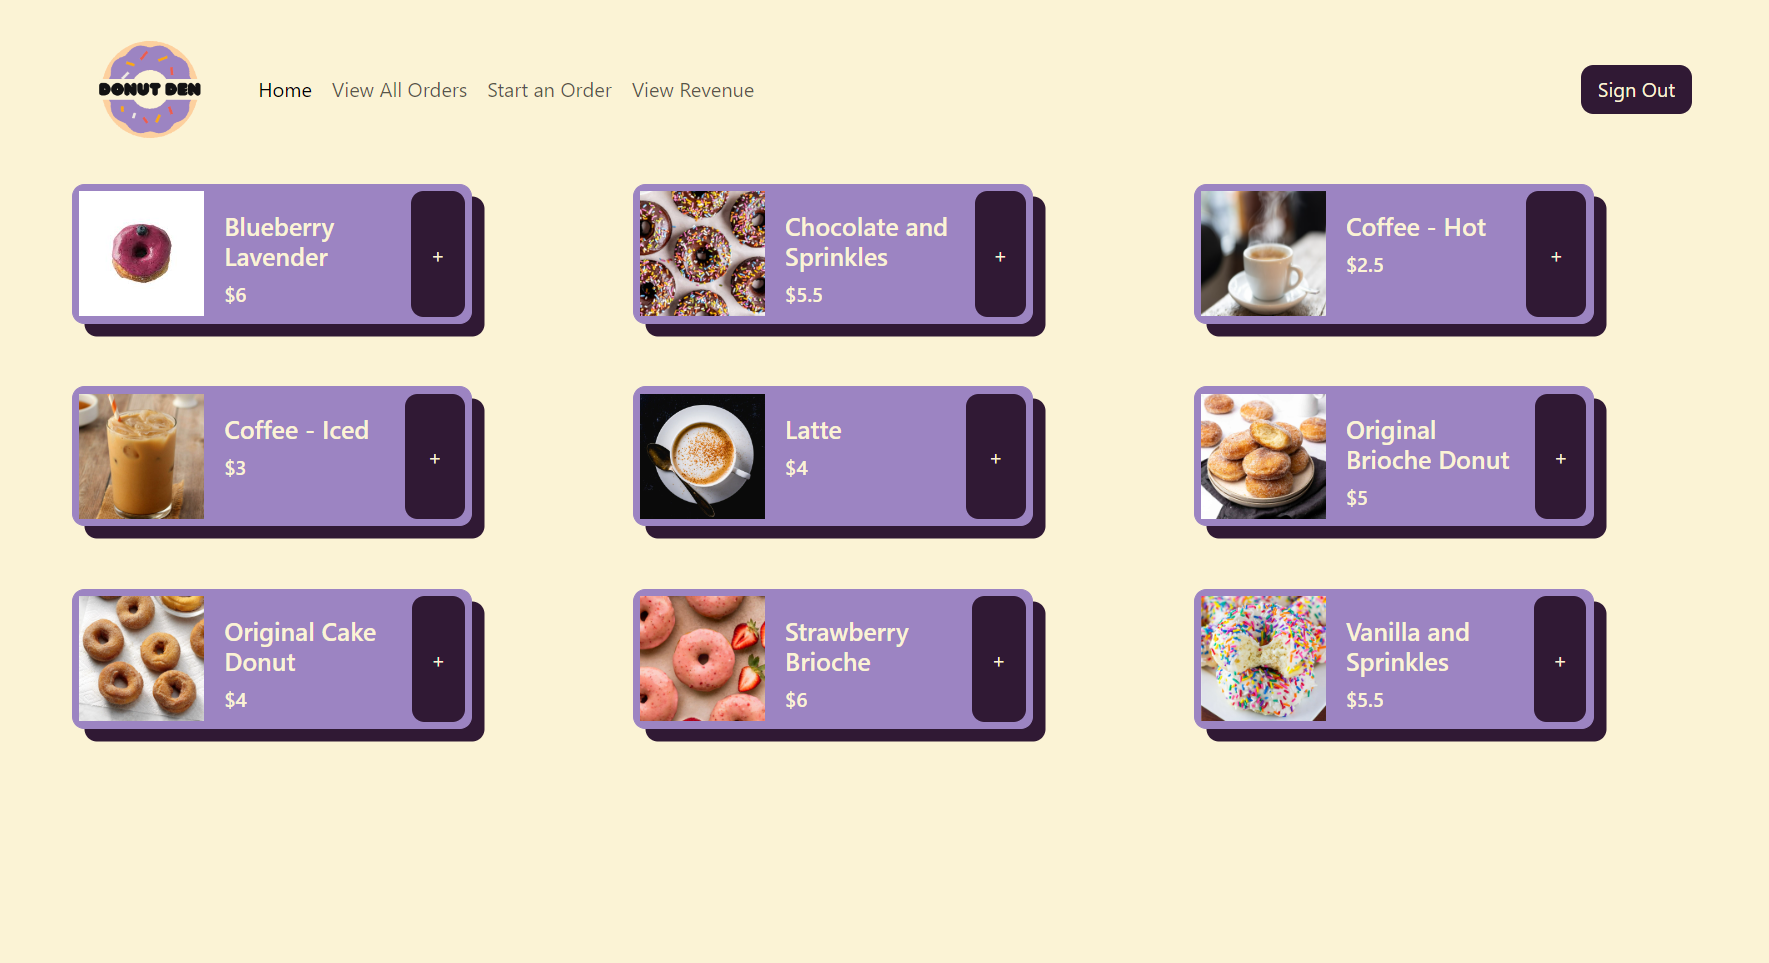 DONUT DEN
Home View All Orders Start an Order View Revenue
Sign Out
Blueberry
Lavender
$6
+
Chocolate and
Sprinkles
$5.5
+
Coffee - Hot
$2.5
+
Coffee - Iced
$3
+
Latte
$4
+
Original
Brioche Donut
$5
+
Original Cake
Donut
$4
+
Strawberry
Brioche
$6
+
Vanilla and
Sprinkles
$5.5
+